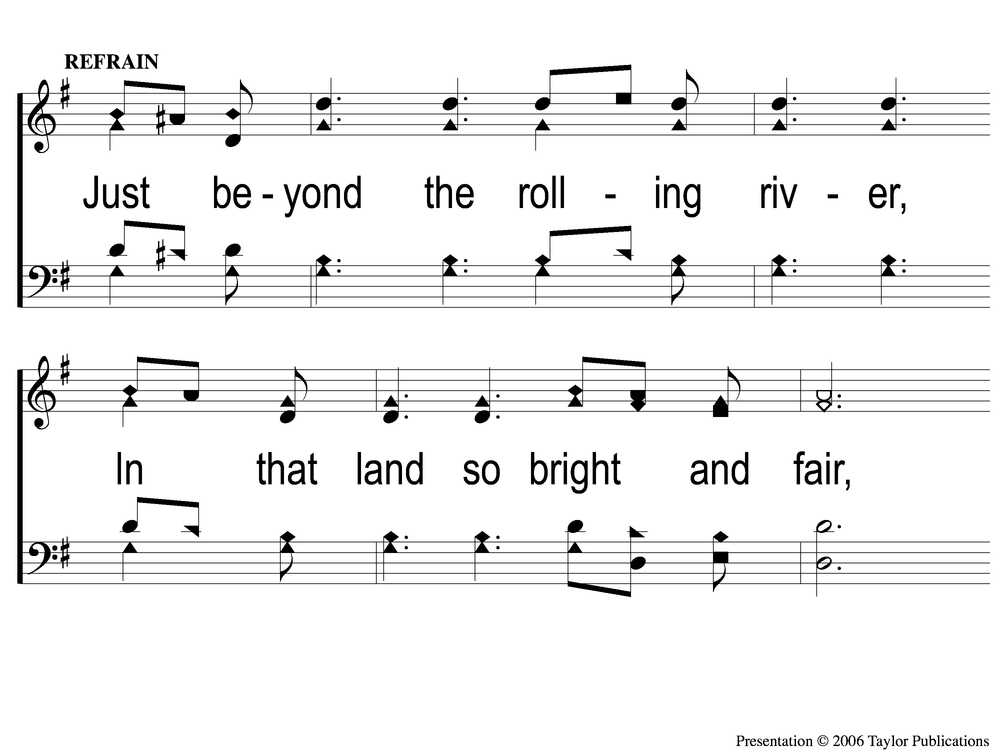 REFRAIN
Just be - yond the roll - ing riv - er,
In that land so bright and fair,
Presentation © 2006 Taylor Publications